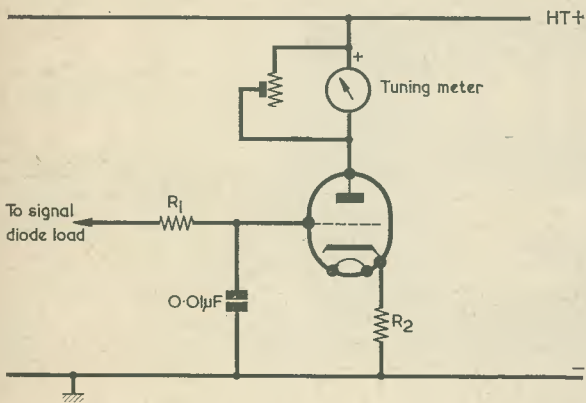 HT+
+
Tuning meter
R₁
To signal
diode load
0·01µF
R₂
−